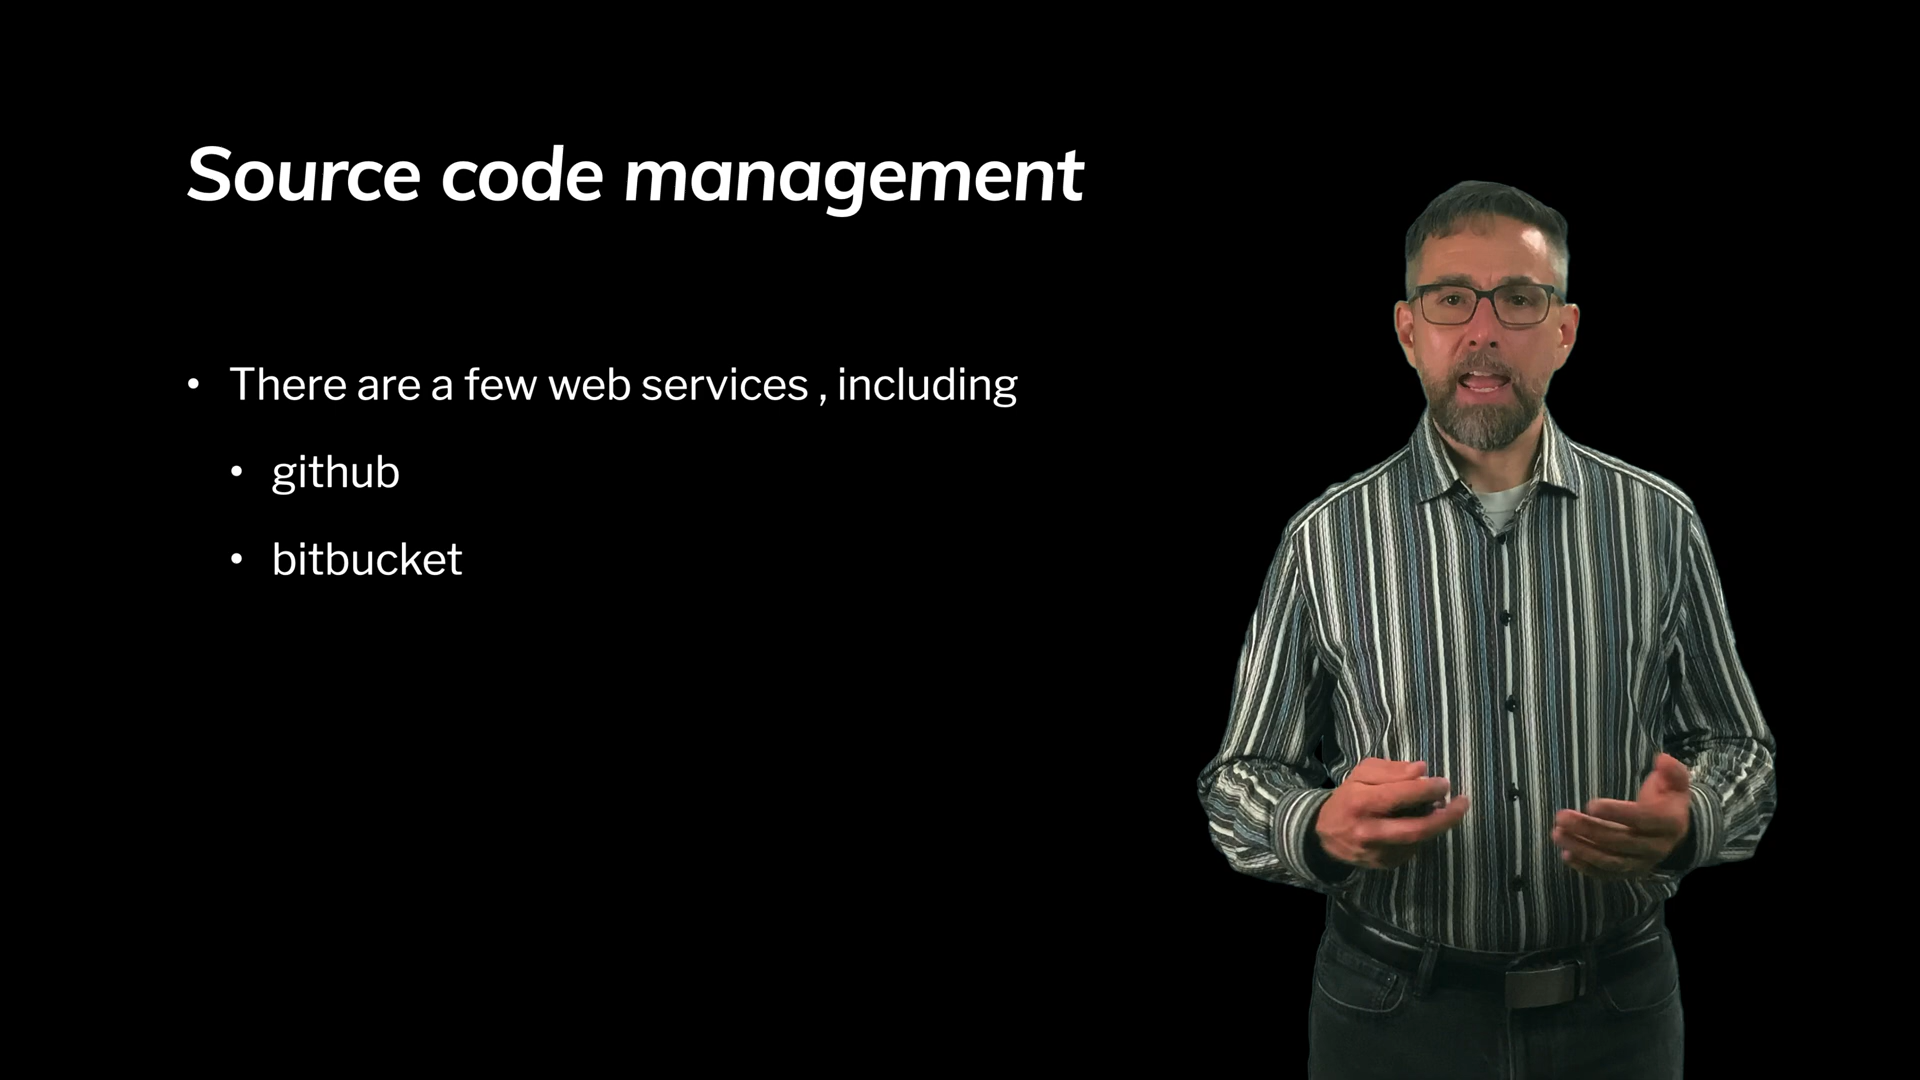 Source code management
• There are a few web services , including
• github
• bitbucket